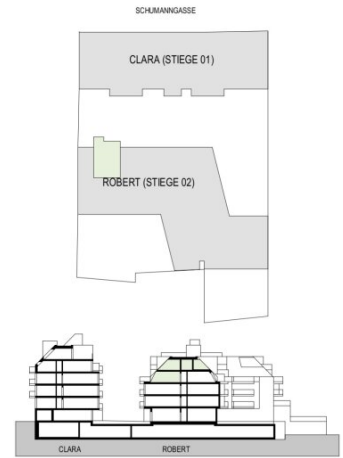 SCHUMANNGASSE
CLARA (STIEGE 01)
ROBERT (STIEGE 02)
CLARA
ROBERT